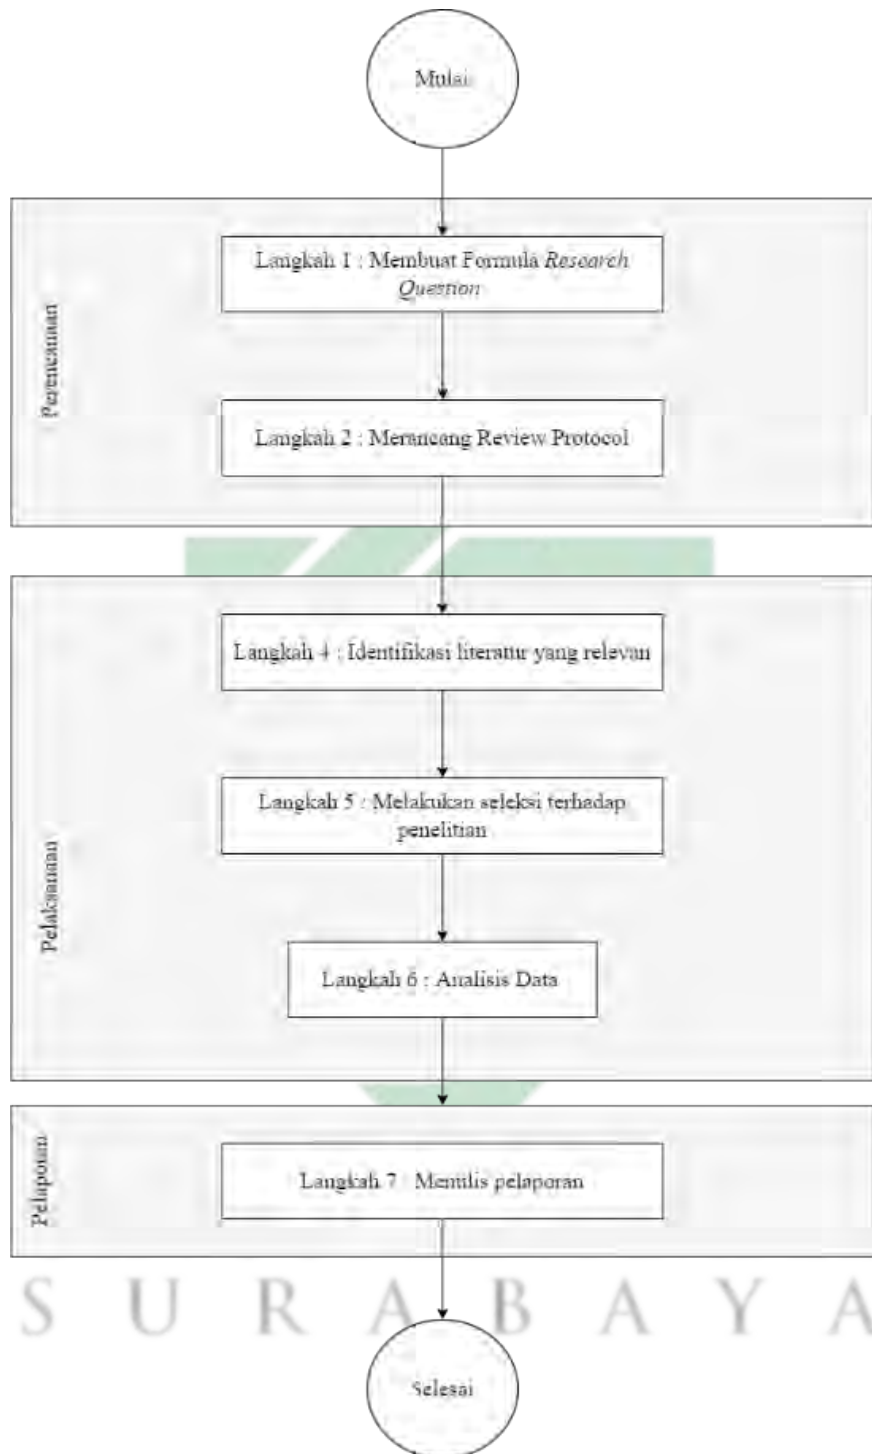 Mulai
Perencanaan
Langkah 1 : Membuat Formula Research
Question
Langkah 2 : Merancang Review Protocol
Pelaksanaan
Langkah 4 : Identifikasi literatur yang relevan
Langkah 5 : Melakukan seleksi terhadap
penelitian
Langkah 6 : Analisis Data
Pelaporan
Langkah 7 : Menulis pelaporan
SURABAYA
Selesai